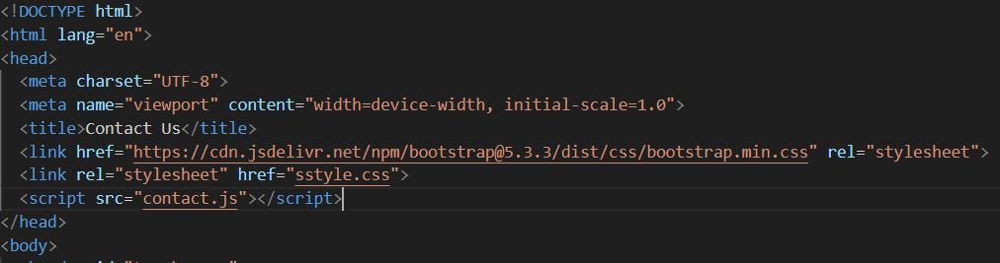 <!DOCTYPE html>
<html lang="en">
<head>
  <meta charset="UTF-8">
  <meta name="viewport" content="width=device-width, initial-scale=1.0">
  <title>Contact Us</title>
  <link href="https://cdn.jsdelivr.net/npm/bootstrap@5.3.3/dist/css/bootstrap.min.css" rel="stylesheet">
  <link rel="stylesheet" href="sstyle.css">
  <script src="contact.js"></script>
</head>
<body>